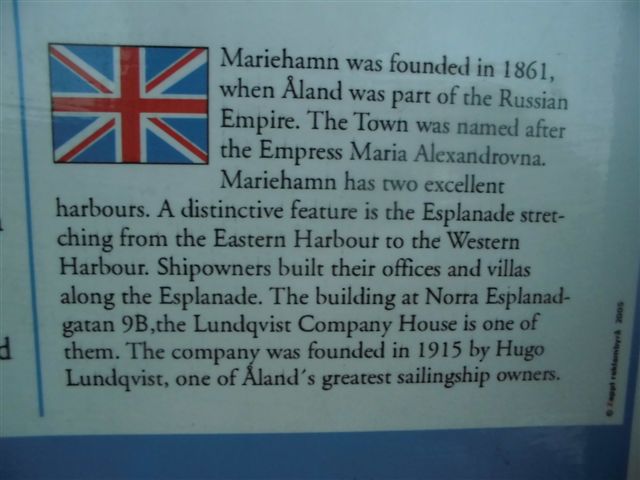 Mariehamn was founded in 1861,
when Åland was part of the Russian
Empire. The Town was named after
the Empress Maria Alexandrovna.
Mariehamn has two excellent
harbours. A distinctive feature is the Esplanade stret-
ching from the Eastern Harbour to the Western
Harbour. Shipowners built their offices and villas
along the Esplanade. The building at Norra Esplanad-
gatan 9B,the Lundqvist Company House is one of
them. The company was founded in 1915 by Hugo
Lundqvist, one of Åland´s greatest sailingship owners.
reklambyrå 2005
d